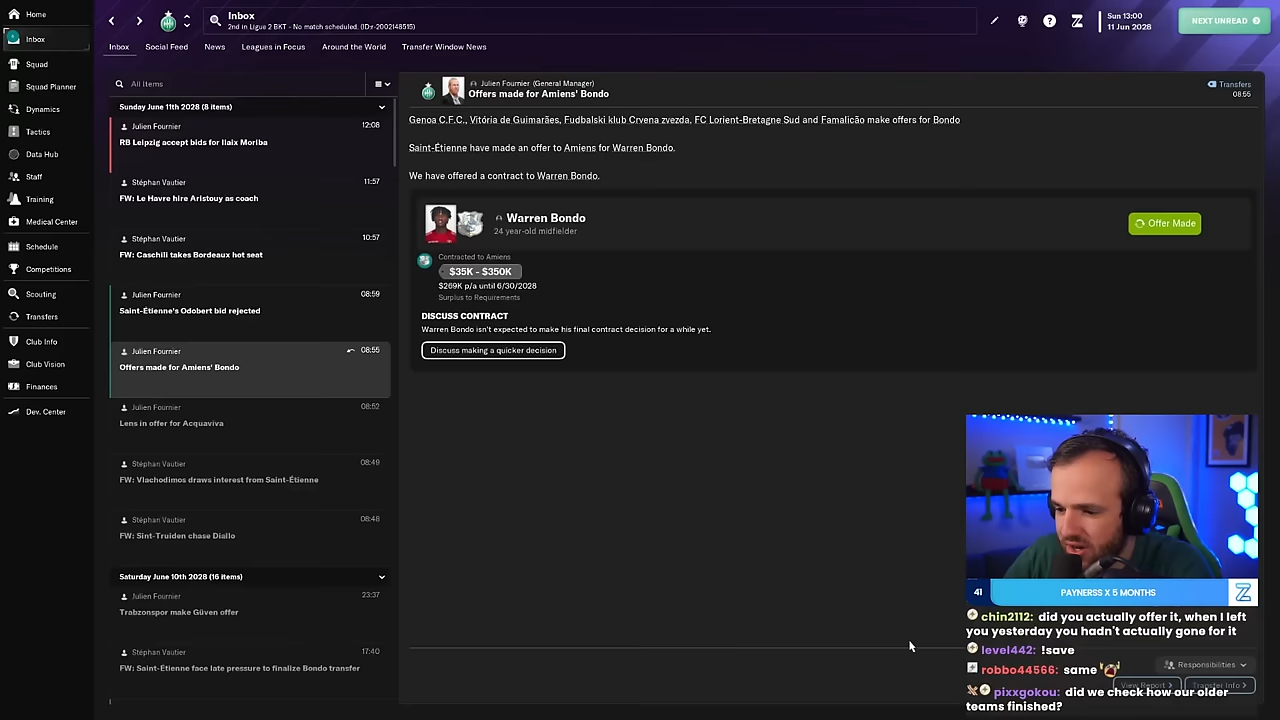 Home
Inbox
Squad
Squad Planner
Dynamics
Tactics
Data Hub
Staff
Training
Medical Center
Schedule
Competitions
Scouting
Transfers
Club Info
Club Vision
Finances
Dev. Center
Inbox
2nd in Ligue 2 BKT - No match scheduled. (ID:-2002148515)
Sun 13:00
11 Jun 2028
NEXT UNREAD
Inbox
Social Feed
News
Leagues in Focus
Around the World
Transfer Window News
All Items
Sunday June 11th 2028 (8 items)
Julien Fournier
12:08
RB Leipzig accept bids for Ilaix Moriba
Stéphan Vautier
11:57
FW: Le Havre hire Aristouy as coach
Stéphan Vautier
10:57
FW: Caschili takes Bordeaux hot seat
Julien Fournier
08:59
Saint-Étienne's Odobert bid rejected
Julien Fournier
08:55
Offers made for Amiens' Bondo
Julien Fournier
08:52
Lens in offer for Acquaviva
Stéphan Vautier
08:49
FW: Vlachodimos draws interest from Saint-Étienne
Stéphan Vautier
08:48
FW: Sint-Truiden chase Diallo
Saturday June 10th 2028 (16 items)
Julien Fournier
23:37
Trabzonspor make Güven offer
Stéphan Vautier
17:40
FW: Saint-Étienne face late pressure to finalize Bondo transfer
Julien Fournier (General Manager)
Offers made for Amiens' Bondo
Transfers
08:55
Genoa C.F.C., Vitória de Guimarães, Fudbalski klub Crvena zvezda, FC Lorient-Bretagne Sud and Famalicão make offers for Bondo
Saint-Étienne have made an offer to Amiens for Warren Bondo.
We have offered a contract to Warren Bondo.
Warren Bondo
24 year-old midfielder
Offer Made
Contracted to Amiens
$35K - $350K
$269K p/a until 6/30/2028
Surplus to Requirements
DISCUSS CONTRACT
Warren Bondo isn't expected to make his final contract decision for a while yet.
Discuss making a quicker decision
41
PAYNERSS X 5 MONTHS
Z
chin2112: did you actually offer it, when I left
you yesterday you hadn't actually gone for it
level442: !save
robbo44566: same
Responsibilities
View Report
Transfer Info
pixxgokou: did we check how our older
teams finished?